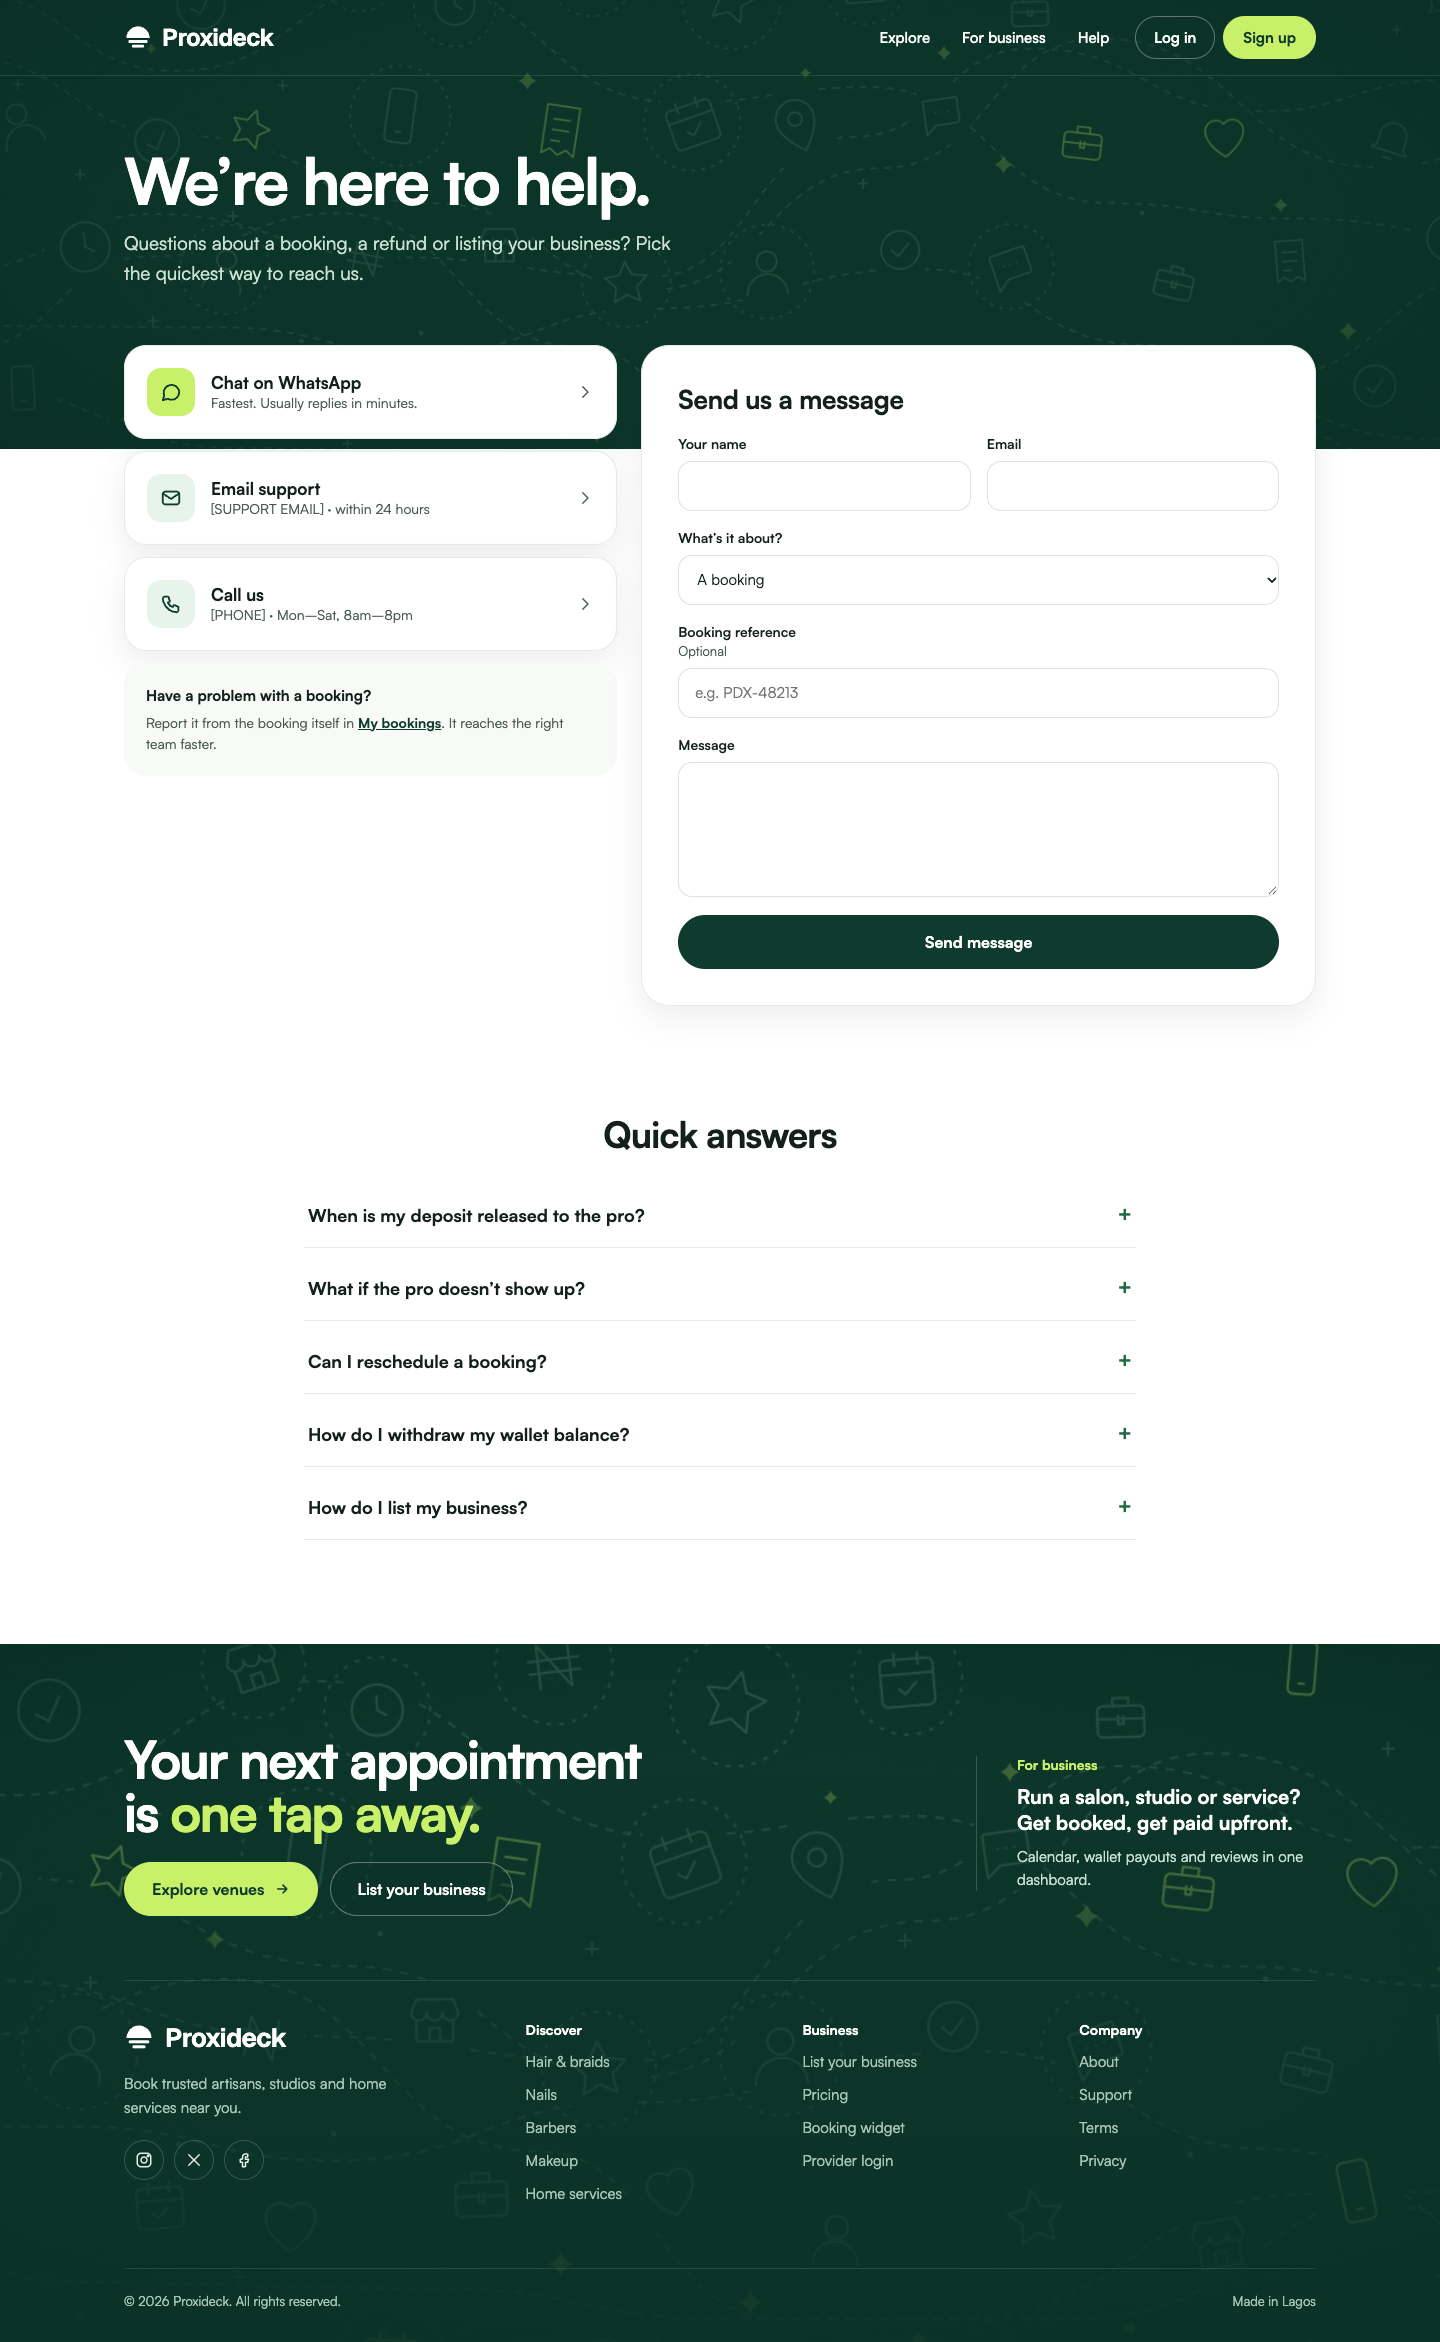 Proxideck
Explore
For business
Help
Log in
Sign up
We’re here to help.
Questions about a booking, a refund or listing your business? Pick
the quickest way to reach us.
Chat on WhatsApp
Fastest. Usually replies in minutes.
Email support
[SUPPORT EMAIL] · within 24 hours
Call us
[PHONE] · Mon—Sat, 8am—8pm
Have a problem with a booking?
Report it from the booking itself in My bookings. It reaches the right
team faster.
Send us a message
Your name
Email
What’s it about?
A booking
Booking reference
Optional
e.g. PDX-48213
Message
Send message
Quick answers
When is my deposit released to the pro?
+
What if the pro doesn’t show up?
+
Can I reschedule a booking?
+
How do I withdraw my wallet balance?
+
How do I list my business?
+
Your next appointment
is one tap away.
Explore venues →
List your business
For business
Run a salon, studio or service?
Get booked, get paid upfront.
Calendar, wallet payouts and reviews in one
dashboard.
Proxideck
Book trusted artisans, studios and home
services near you.
Discover
Hair & braids
Nails
Barbers
Makeup
Home services
Business
List your business
Pricing
Booking widget
Provider login
Company
About
Support
Terms
Privacy
© 2026 Proxideck. All rights reserved.
Made in Lagos